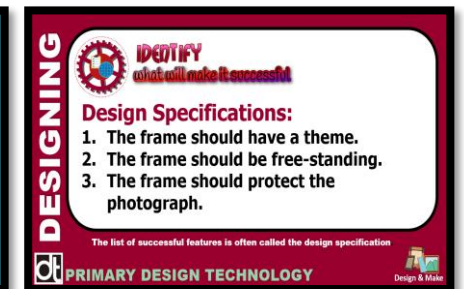 DESIGNING
IDENTIFY
what will make it successful
Design Specifications:
1. The frame should have a theme.
2. The frame should be free-standing.
3. The frame should protect the
photograph.
The list of successful features is often called the design specification
dt PRIMARY DESIGN TECHNOLOGY
Design & Make